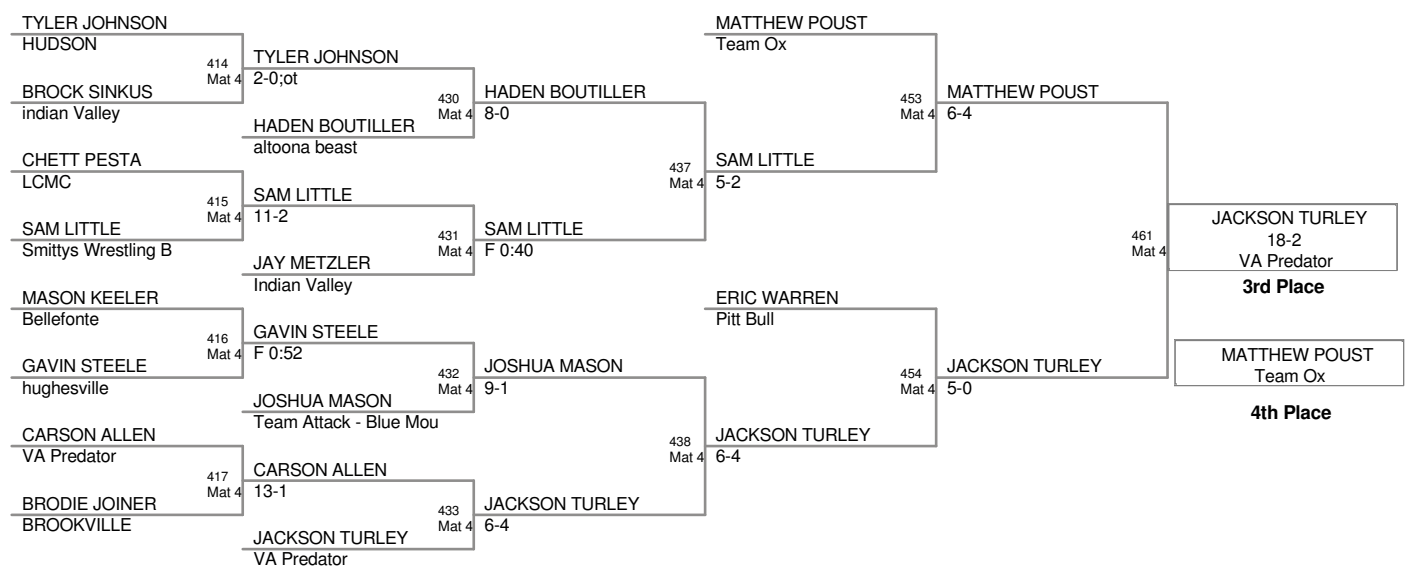 TYLER JOHNSON
HUDSON
414
Mat 4
BROCK SINKUS
indian Valley
CHETT PESTA
LCMC
415
Mat 4
SAM LITTLE
Smittys Wrestling B
MASON KEELER
Bellefonte
416
Mat 4
GAVIN STEELE
hughesville
CARSON ALLEN
VA Predator
417
Mat 4
BRODIE JOINER
BROOKVILLE
TYLER JOHNSON
2-0;ot
430
Mat 4
HADEN BOUTILLER
altoona beast
SAM LITTLE
11-2
431
Mat 4
JAY METZLER
Indian Valley
GAVIN STEELE
F 0:52
432
Mat 4
JOSHUA MASON
Team Attack - Blue Mou
CARSON ALLEN
13-1
433
Mat 4
JACKSON TURLEY
VA Predator
HADEN BOUTILLER
8-0
437
Mat 4
SAM LITTLE
F 0:40
JOSHUA MASON
9-1
438
Mat 4
JACKSON TURLEY
6-4
MATTHEW POUST
Team Ox
453
Mat 4
SAM LITTLE
5-2
ERIC WARREN
Pitt Bull
454
Mat 4
JACKSON TURLEY
6-4
MATTHEW POUST
6-4
461
Mat 4
JACKSON TURLEY
5-0
JACKSON TURLEY
18-2
VA Predator
3rd Place
MATTHEW POUST
Team Ox
4th Place